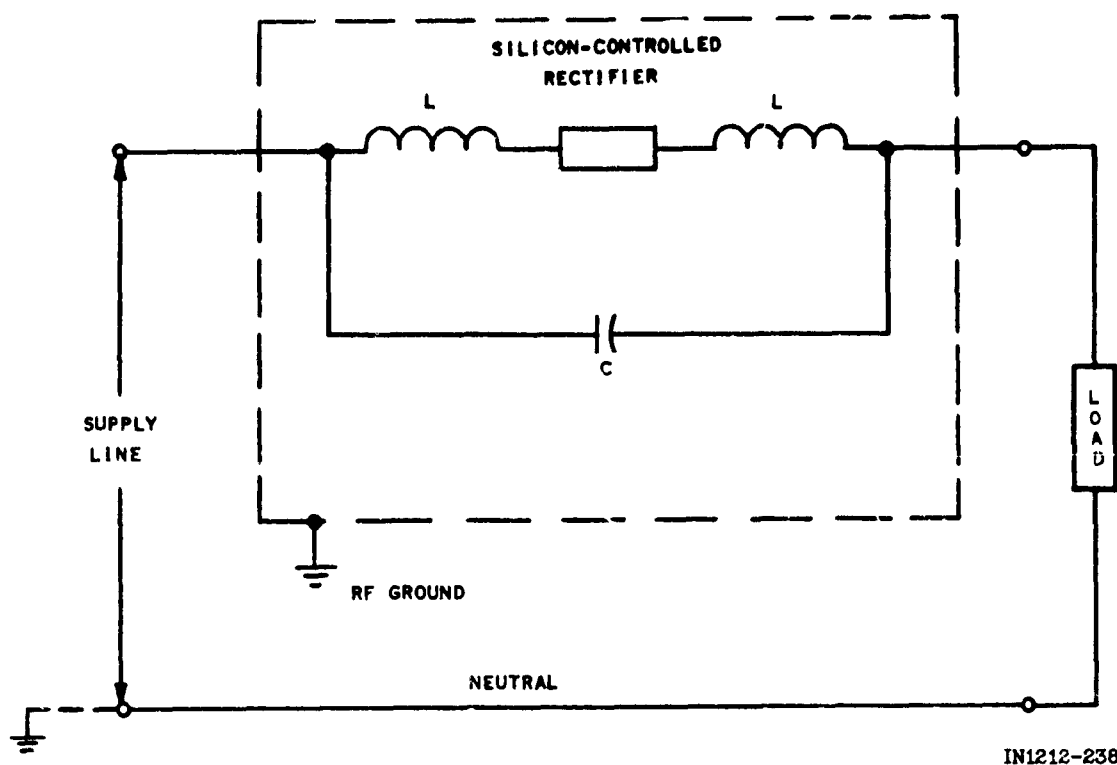 SILICON-CONTROLLED
RECTIFIER
L
L
C
SUPPLY
LINE
LOAD
RF GROUND
NEUTRAL
IN1212-238